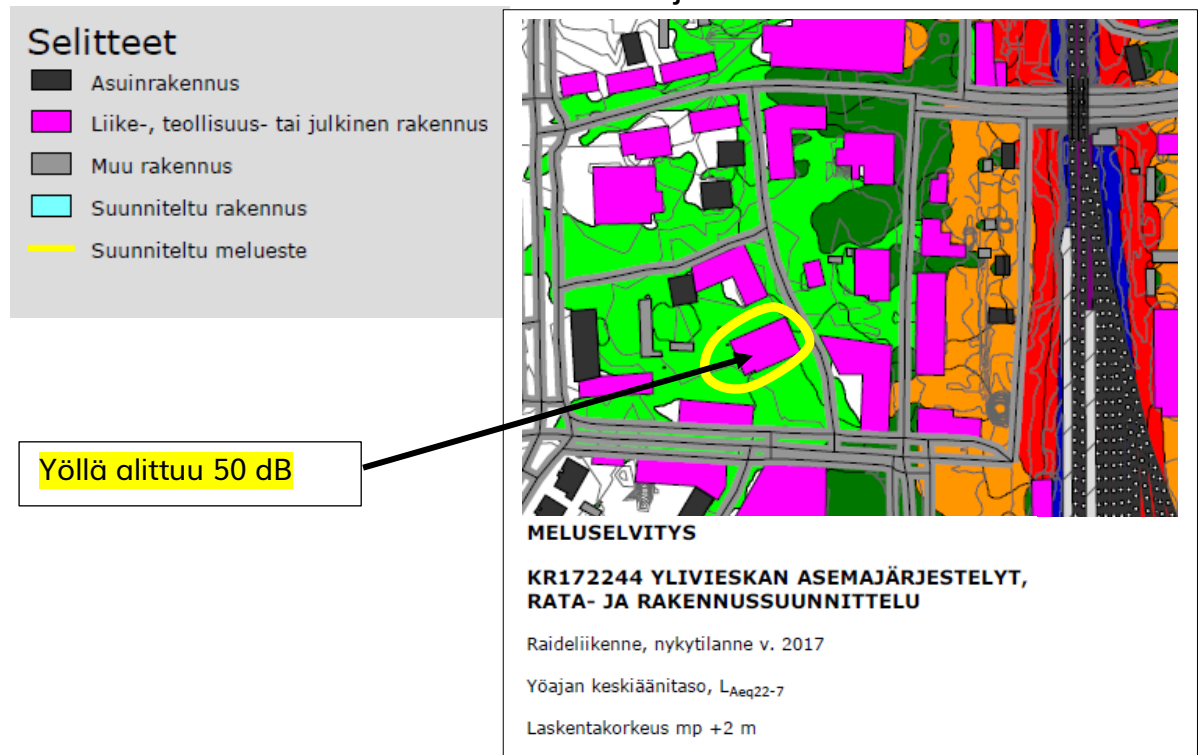 Selitteet
Asuinrakennus
Liike-, teollisuus- tai julkinen rakennus
Muu rakennus
Suunniteltu rakennus
Suunniteltu melueste
Yöllä alittuu 50 dB
MELUSELVITYS
KR172244 YLIVIESKAN ASEMAJÄRJESTELYT,
RATA- JA RAKENNUSSUUNNITTELU
Raideliikenne, nykytilanne v. 2017
Yöajan keskiäänitaso, LAeq22-7
Laskentakorkeus mp +2 m